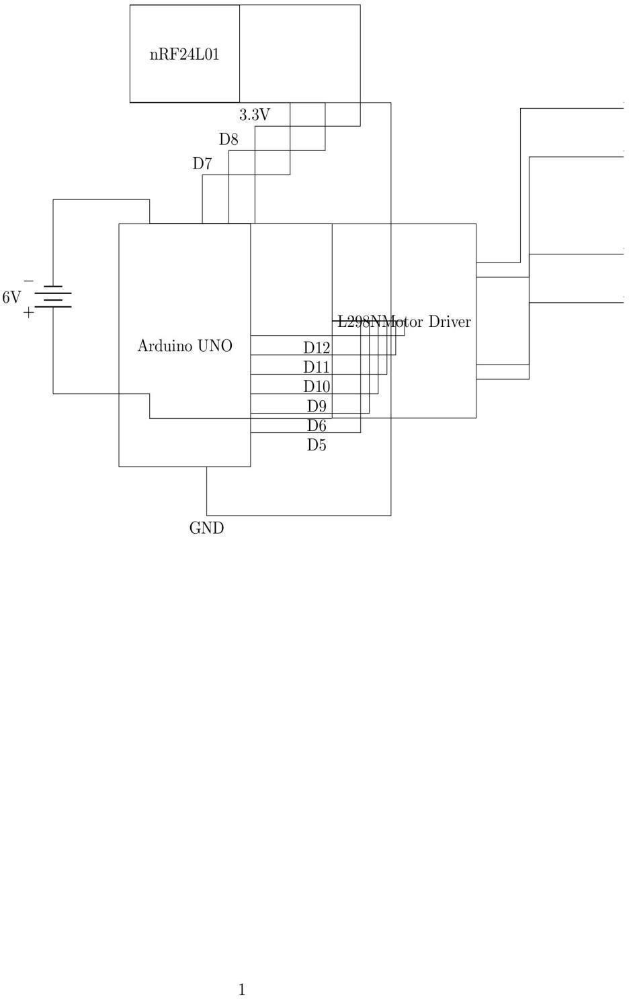 nRF24L01
3.3V
D8
D7
−
6V
+
L298NMotor Driver
Arduino UNO
D12
D11
D10
D9
D6
D5
GND
1